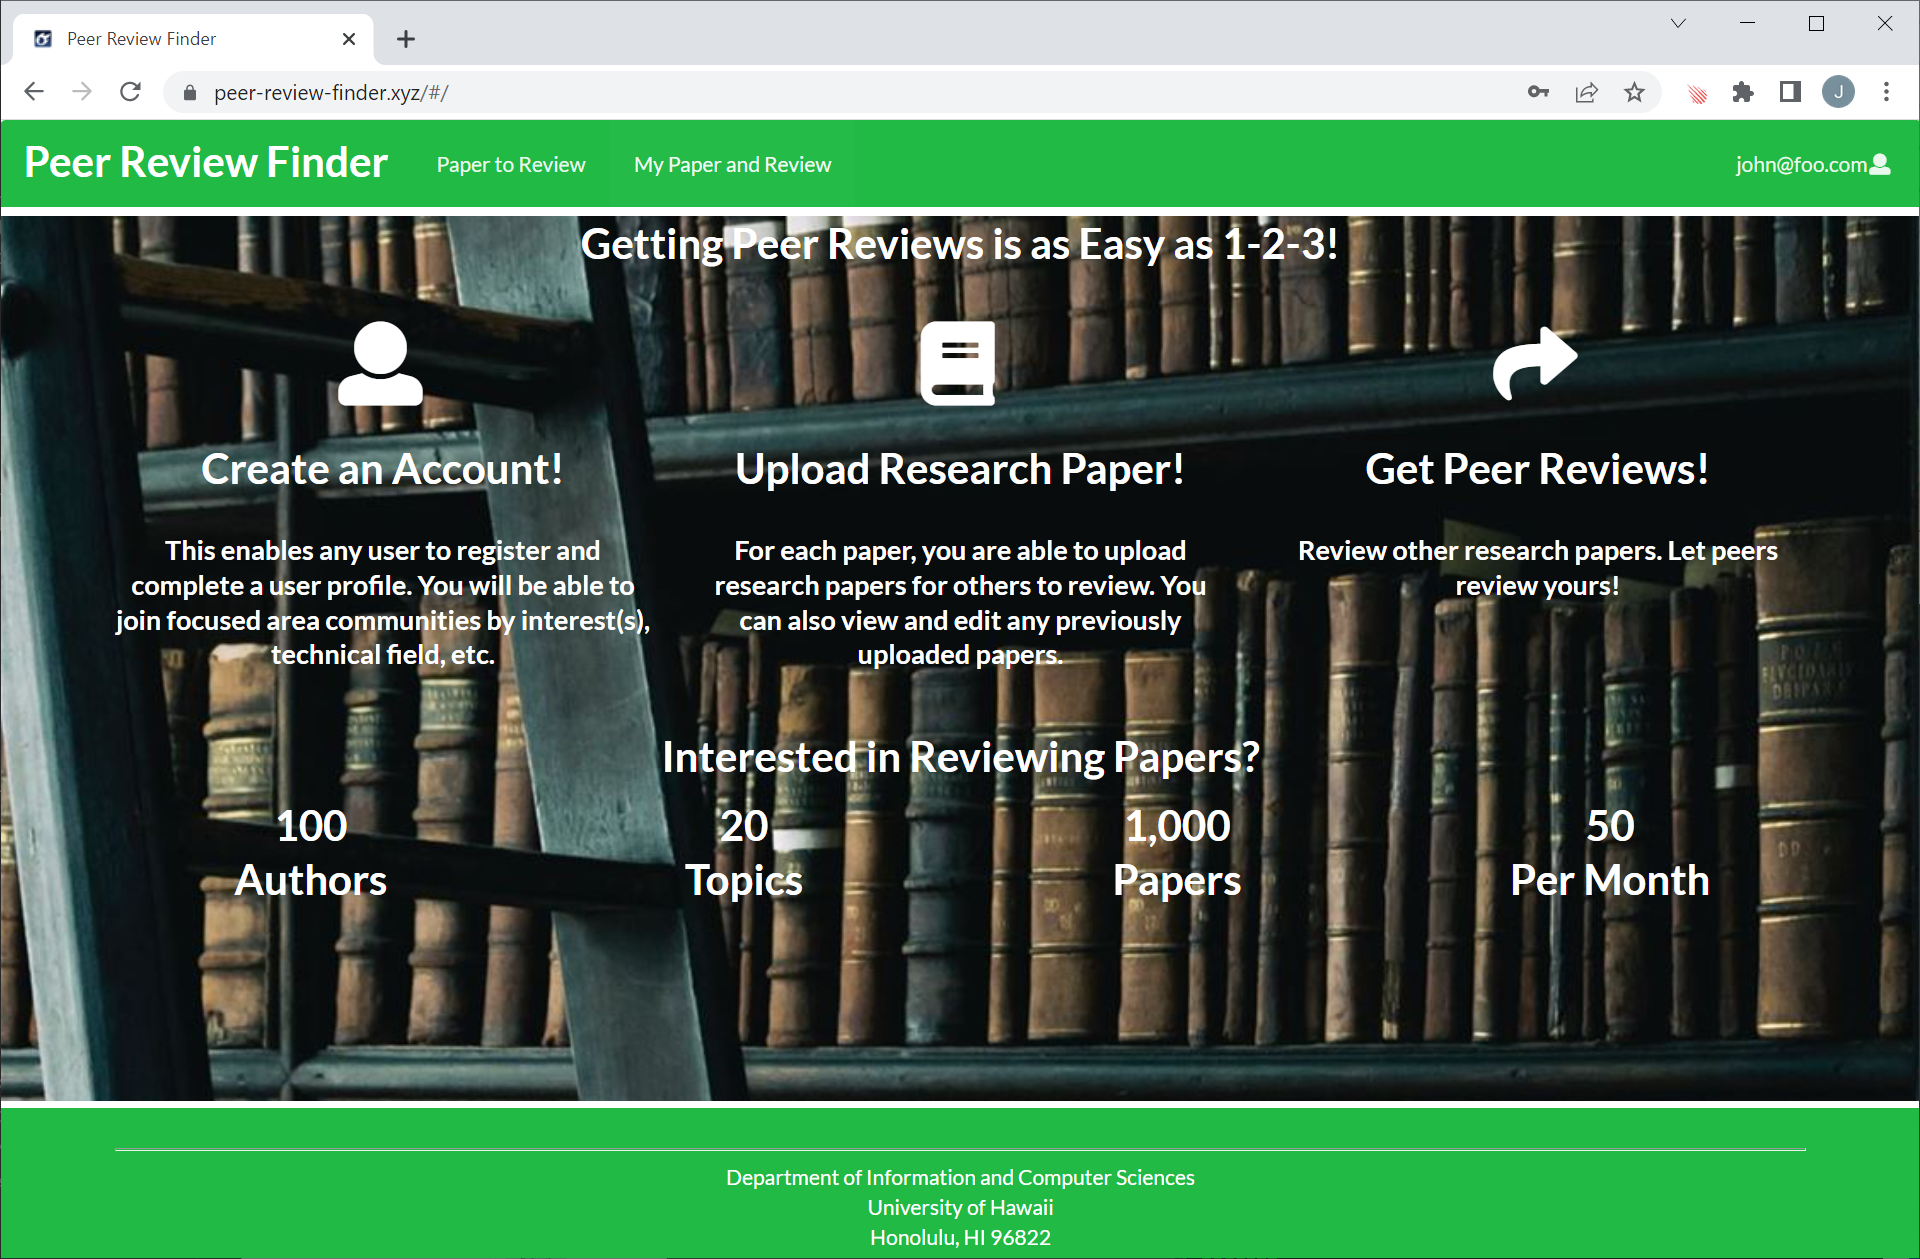 Peer Review Finder
peer-review-finder.xyz/#/
J
Peer Review Finder
Paper to Review
My Paper and Review
john@foo.com
Getting Peer Reviews is as Easy as 1-2-3!
Create an Account!
This enables any user to register and
complete a user profile. You will be able to
join focused area communities by interest(s),
technical field, etc.
Upload Research Paper!
For each paper, you are able to upload
research papers for others to review. You
can also view and edit any previously
uploaded papers.
Get Peer Reviews!
Review other research papers. Let peers
review yours!
Interested in Reviewing Papers?
100
Authors
20
Topics
1,000
Papers
50
Per Month
Department of Information and Computer Sciences
University of Hawaii
Honolulu, HI 96822